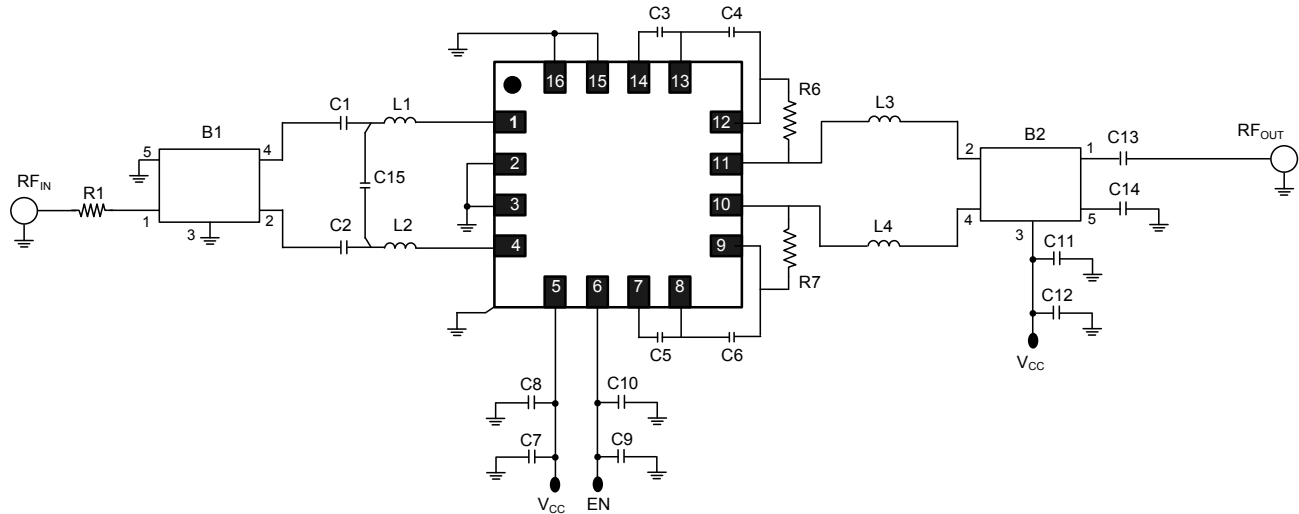 C3 C4
16 15 14 13
R6
C1 L1 1 12 L3
B1 B2 C13 RFOUT
5 4 2 11 2 1
C15
RFIN R1 C14
1 3 2 3 10 4 3 5
C2 L2 4 9 L4
R7 C11
5 6 7 8
C12
C5 C6
VCC
C8 C10
C7 C9
VCC EN